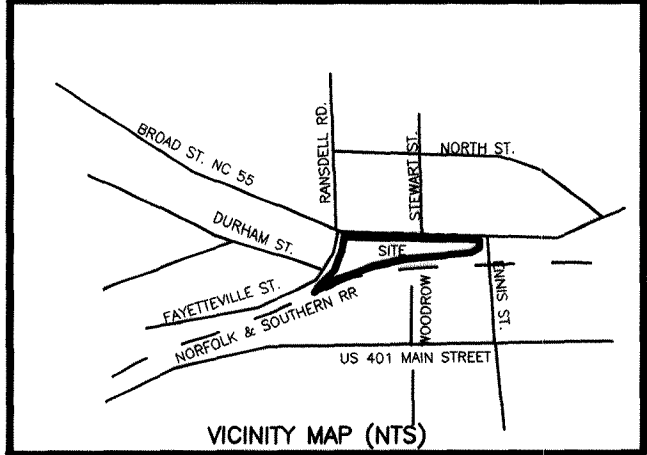 BROAD ST. NC 55
RANSDELL RD.
STEWART ST.
NORTH ST.
DURHAM ST.
SITE
FAYETTEVILLE ST.
NORFOLK & SOUTHERN RR
WOODROW
ENNIS ST.
US 401 MAIN STREET
VICINITY MAP (NTS)